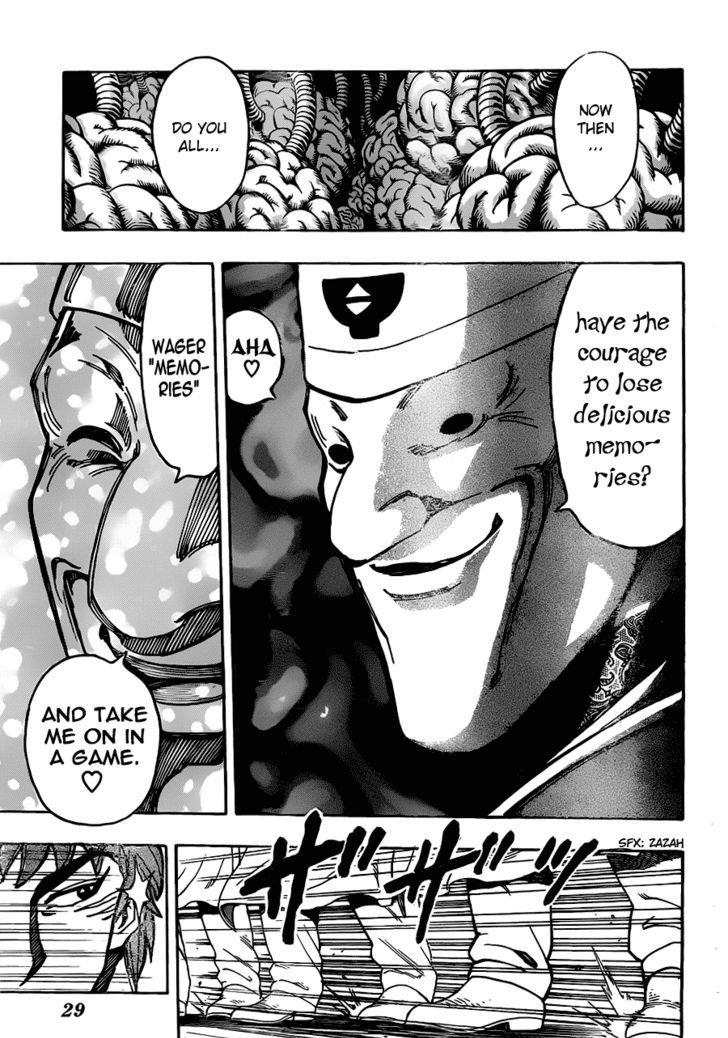 NOW
THEN
...
DO YOU
ALL...
have the
courage
to lose
delicious
memo-
ries?
AHA
♡
WAGER
"MEMO-
RIES"
AND TAKE
ME ON IN
A GAME.
♡
SFX: ZAZAH
ザザッ
29